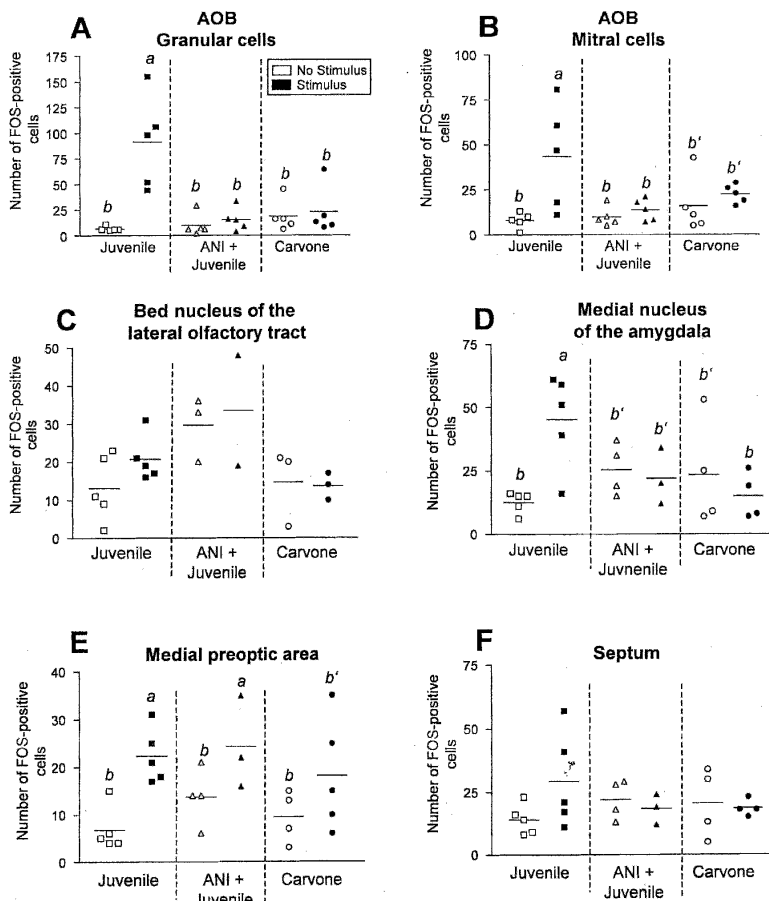 A
AOB
Granular cells
Number of FOS-positive
cells
175
150
125
100
75
50
25
0
a
b
b
b
b
b
No Stimulus
Stimulus
Juvenile
ANI +
Juvenile
Carvone
B
AOB
Mitral cells
Number of FOS-positive
cells
100
75
50
25
0
a
b
b
b
b'
b'
Juvenile
ANI +
Juvenile
Carvone
C
Bed nucleus of the
lateral olfactory tract
Number of FOS-positive
cells
50
40
30
20
10
0
Juvenile
ANI +
Juvenile
Carvone
D
Medial nucleus
of the amygdala
Number of FOS-positive
cells
75
50
25
0
a
b
b'
b'
b'
b
Juvenile
ANI +
Juvnenile
Carvone
E
Medial preoptic area
Number of FOS-positive
cells
40
30
20
10
0
b
a
b
a
b
b'
Juvenile
ANI +
Juvenile
Carvone
F
Septum
Number of FOS-positive
cells
75
50
25
0
Juvenile
ANI +
Juvenile
Carvone